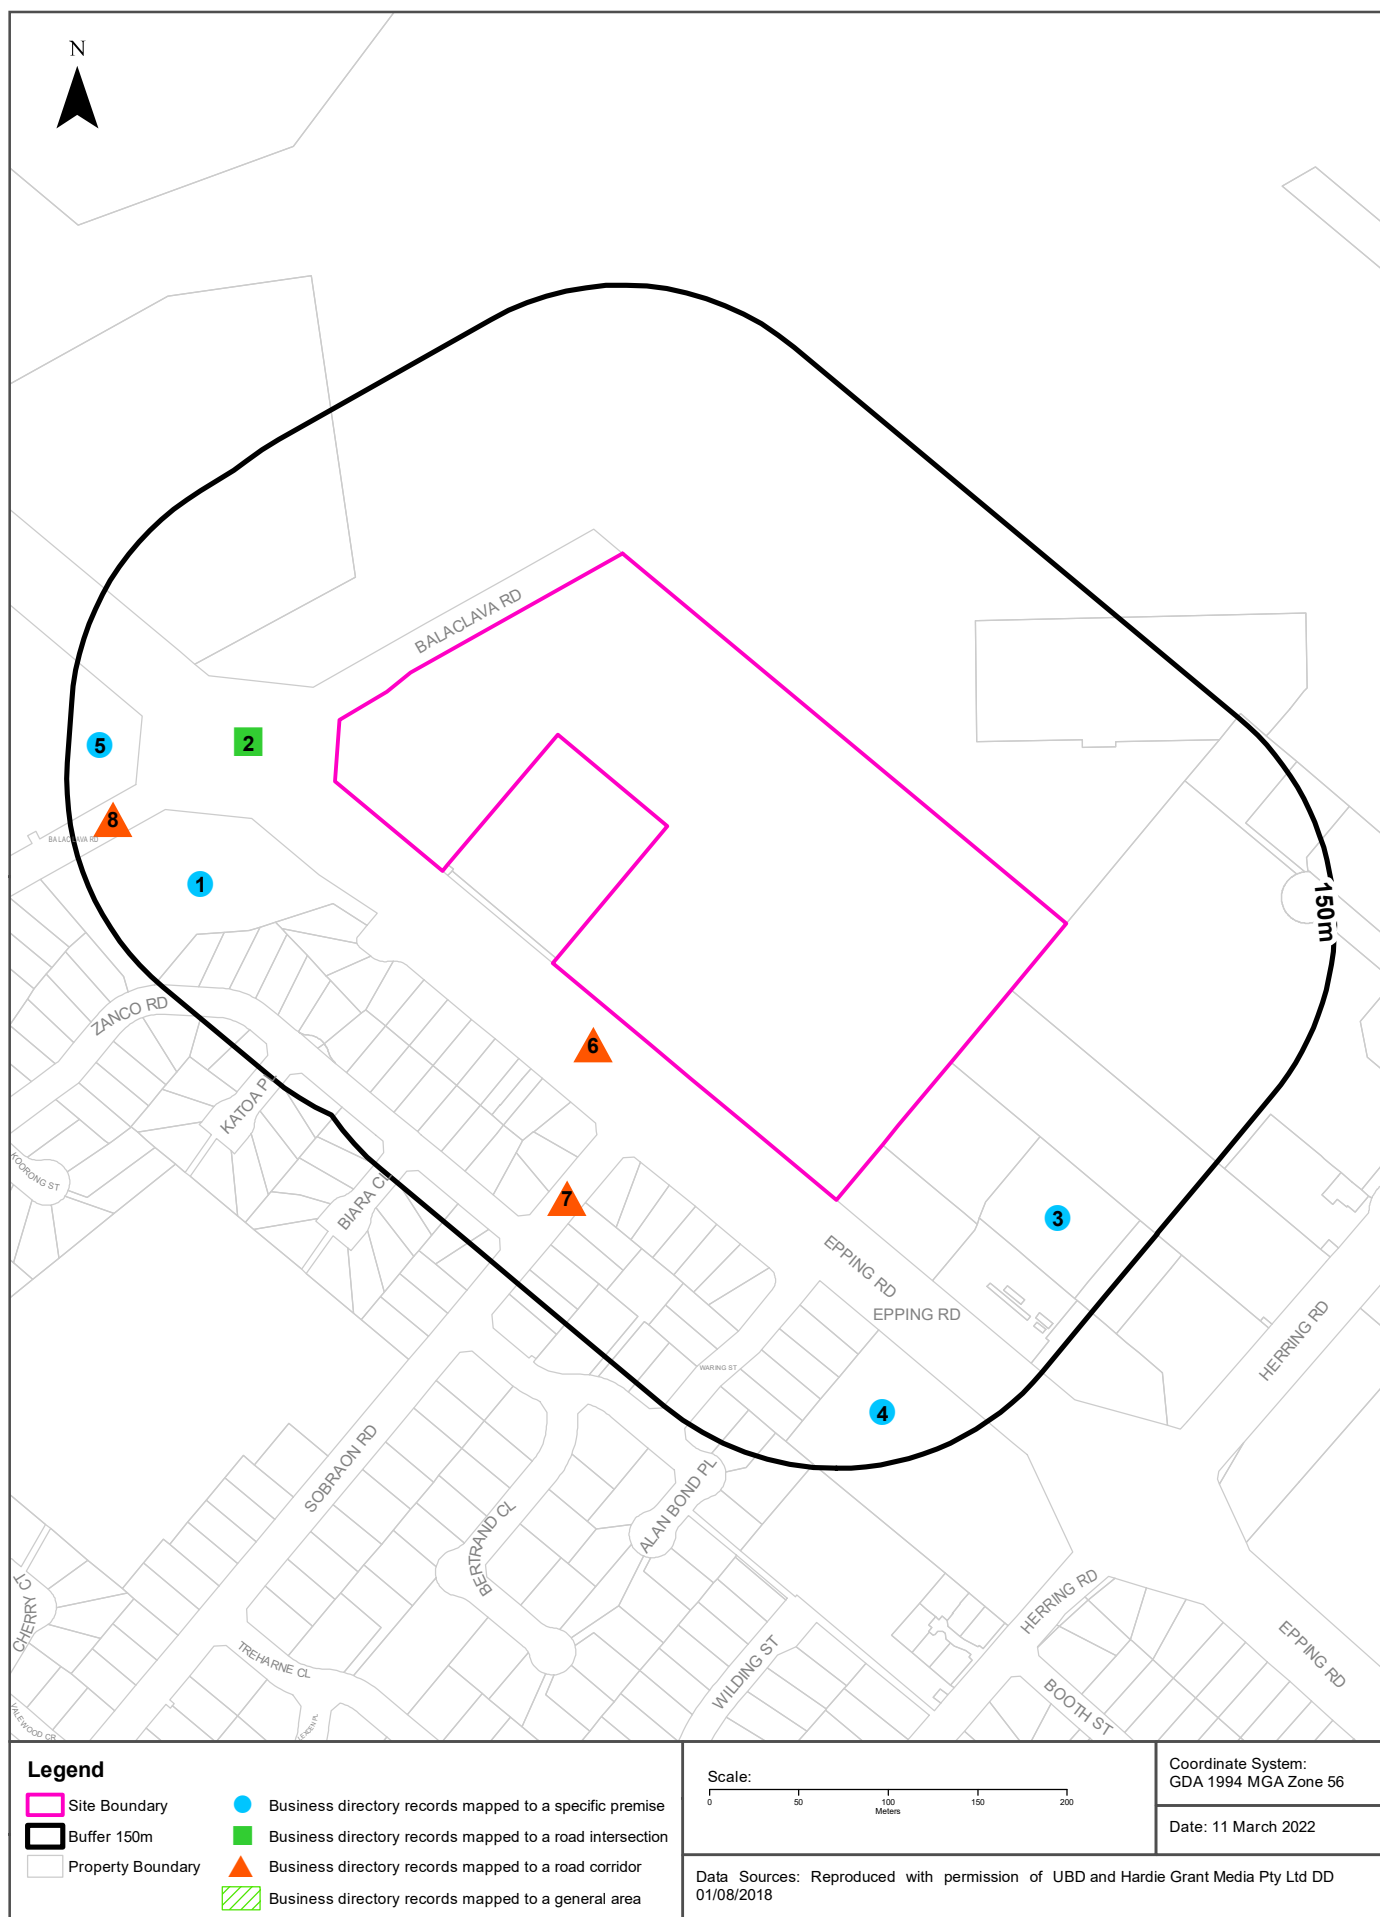 N
BALACLAVA RD
5
2
8
BALACLAVA RD
1
150m
ZANCO RD
6
KATOA PL
KOORONG ST
BIARA CL
7
3
EPPING RD
EPPING RD
HERRING RD
WARING ST
4
SOBRAON RD
ALAN BOND PL
BERTRAND CL
CHERRY CT
HERRING RD
TREHARNE CL
WILDING ST
EPPING RD
BOOTH ST
Legend
Site Boundary
Buffer 150m
Property Boundary
Business directory records mapped to a specific premise
Business directory records mapped to a road intersection
Business directory records mapped to a road corridor
Business directory records mapped to a general area
Scale:
0 50 100 150 200
Meters
Coordinate System:
GDA 1994 MGA Zone 56
Date: 11 March 2022
Data Sources: Reproduced with permission of UBD and Hardie Grant Media Pty Ltd DD
01/08/2018